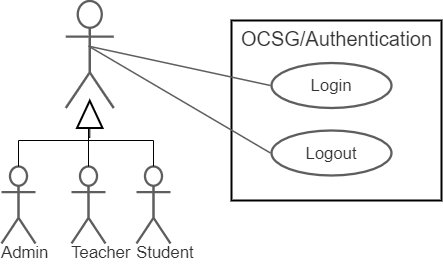 OCSG/Authentication
Login
Logout
Admin
Teacher
Student